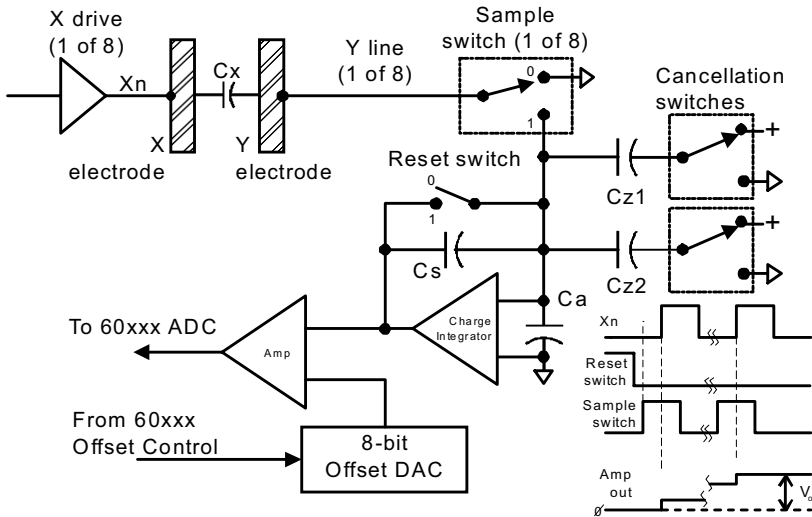 X drive
(1 of 8)
Xn
Cx
X
electrode
Y
electrode
Y line
(1 of 8)
Sample
switch (1 of 8)
0
1
Cancellation
switches
+
Cz1
+
Cz2
Reset switch
0
1
Cs
Ca
Charge
Integrator
Amp
To 60xxx ADC
From 60xxx
Offset Control
8-bit
Offset DAC
Xn
Reset
switch
Sample
switch
Amp
out
ø